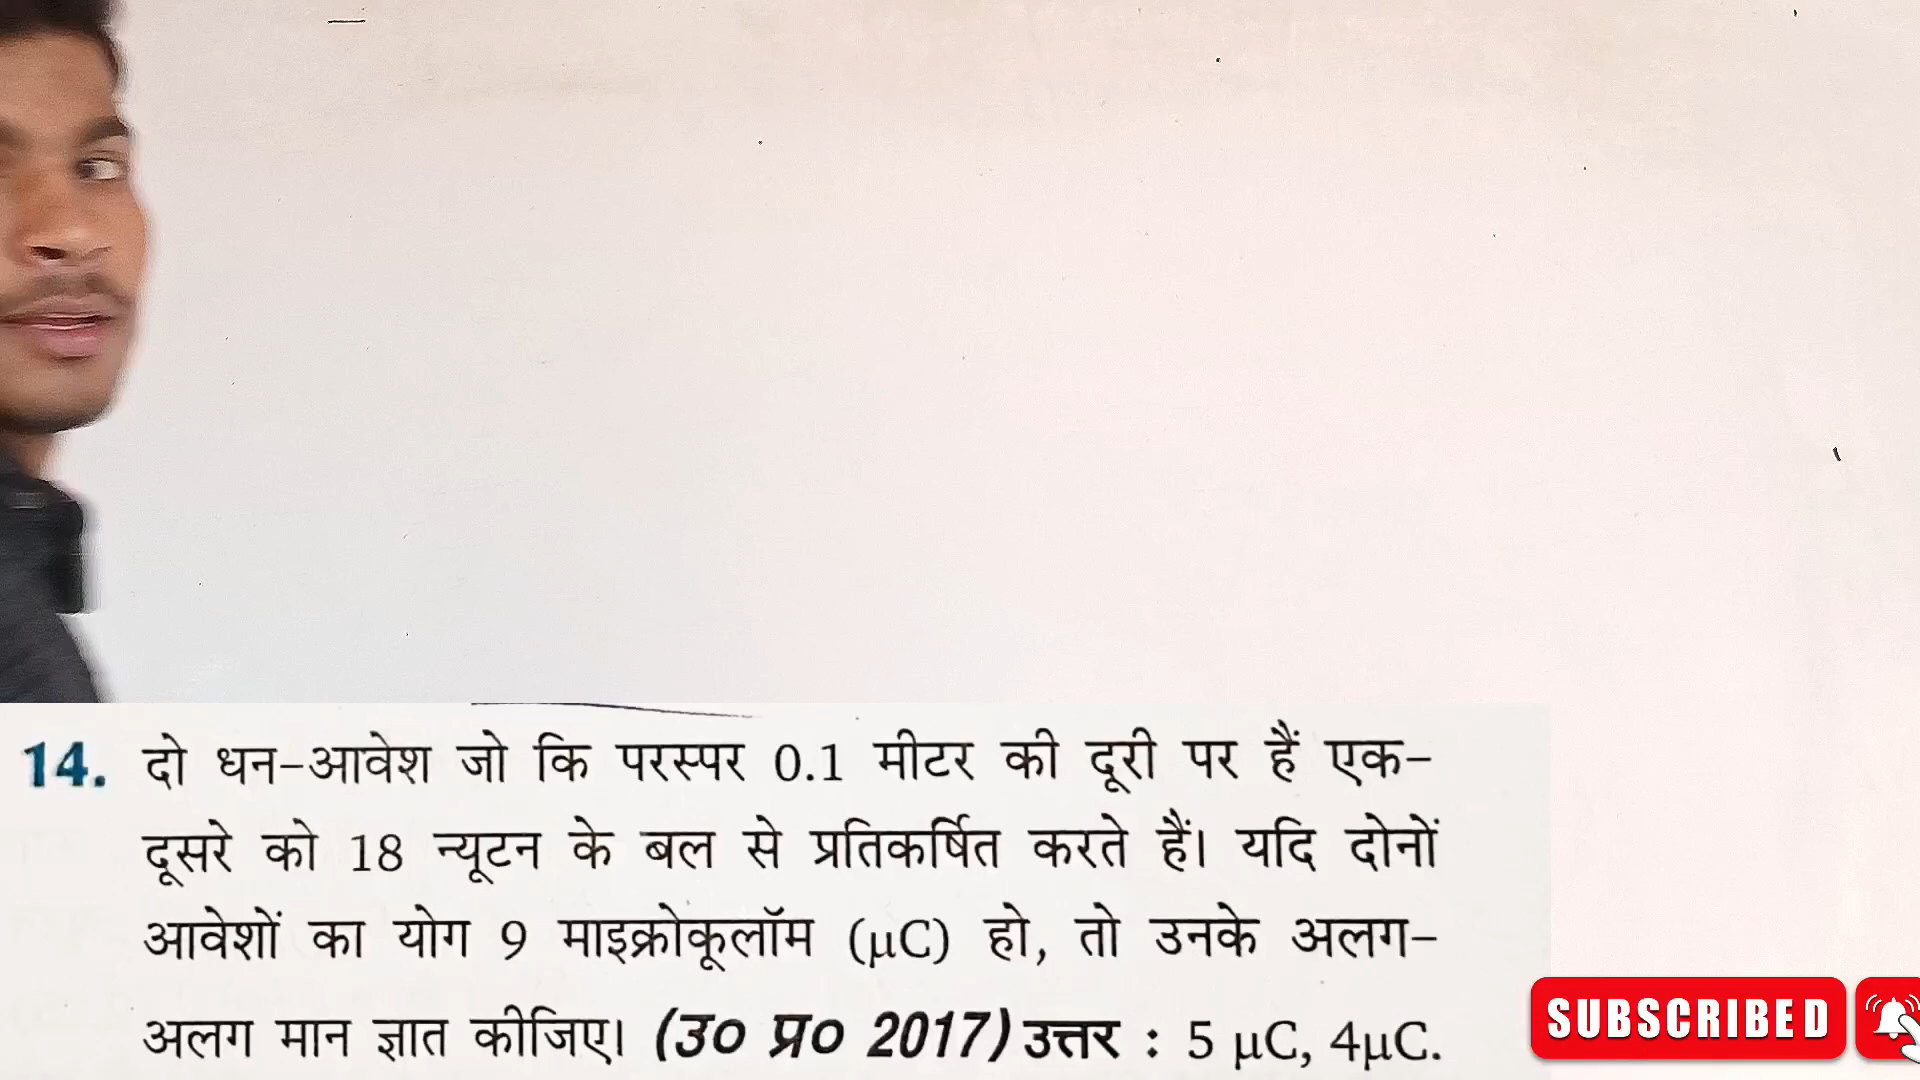 14. दो धन-आवेश जो कि परस्पर 0.1 मीटर की दूरी पर हैं एक-
दूसरे को 18 न्यूटन के बल से प्रतिकर्षित करते हैं। यदि दोनों
आवेशों का योग 9 माइक्रोकूलॉम (µC) हो, तो उनके अलग-
अलग मान ज्ञात कीजिए। (उ० प्र० 2017) उत्तर : 5 µC, 4µC.
SUBSCRIBED